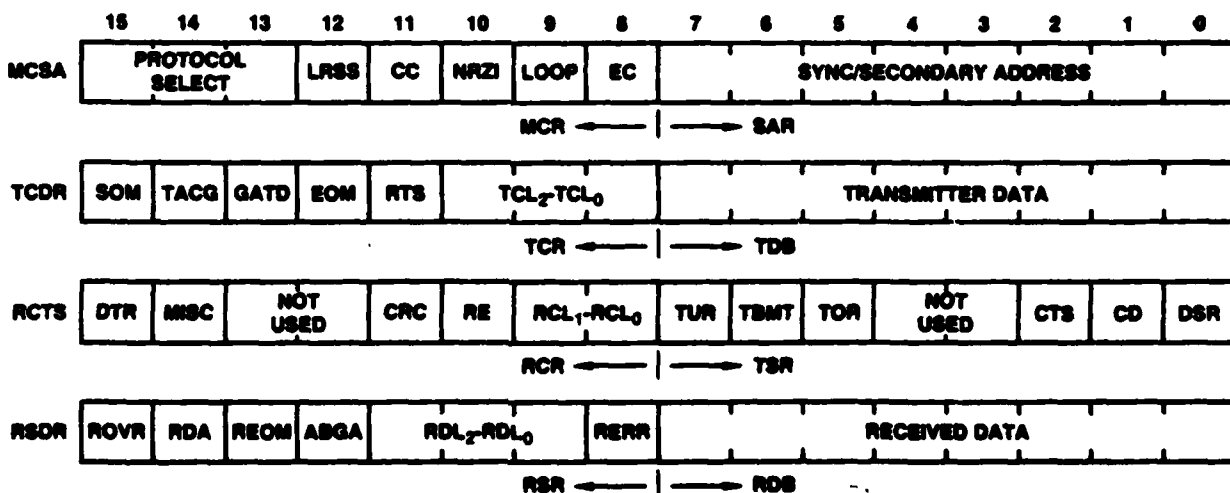 15 14 13 12 11 10 9 8 7 6 5 4 3 2 1 0
MCSA PROTOCOL SELECT LRSS CC NRZI LOOP EC SYNC/SECONDARY ADDRESS
MCR SAR
TCDR SOM TACG GATD EOM RTS TCL₂-TCL₀ TRANSMITTER DATA
TCR TDB
RCTS DTR MISC NOT USED CRC RE RCL₁-RCL₀ TUR TBMT TOR NOT USED CTS CD DSR
RCR TSR
RSDR ROVR RDA REOM ABGA RDL₂-RDL₀ RERR RECEIVED DATA
RSR RDB